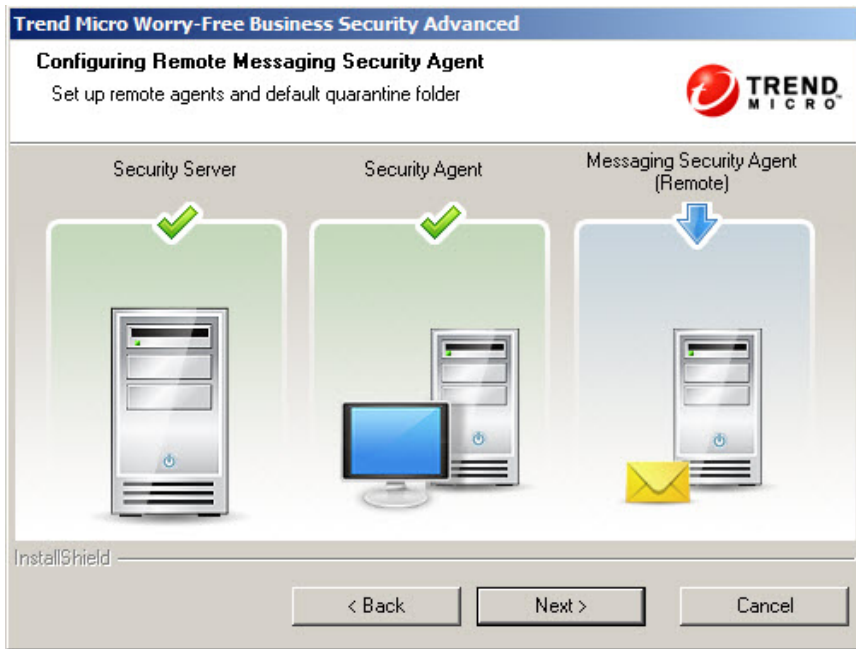 Trend Micro Worry-Free Business Security Advanced
Configuring Remote Messaging Security Agent
Set up remote agents and default quarantine folder
TREND
MICRO
Security Server
Security Agent
Messaging Security Agent
(Remote)
InstallShield
< Back
Next >
Cancel